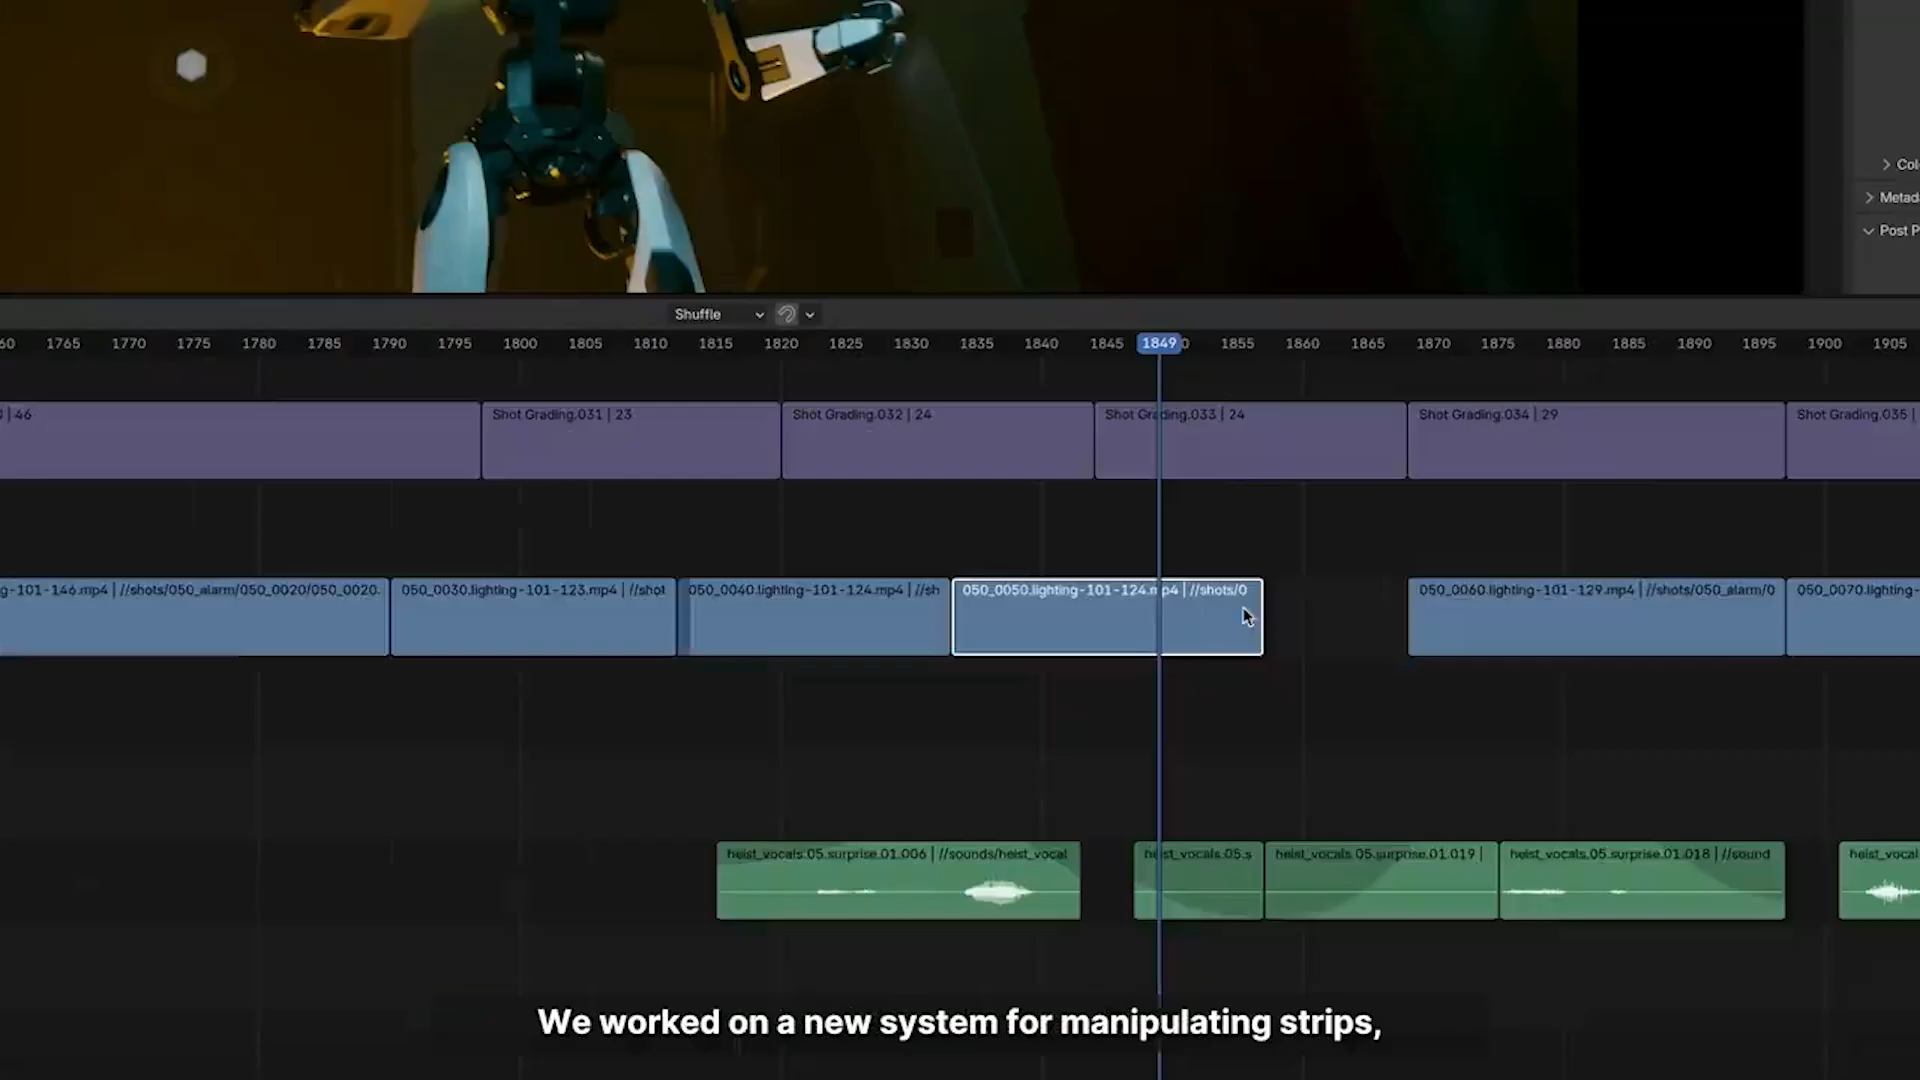 Col
Metad
Post P
Shuffle
60 1765 1770 1775 1780 1785 1790 1795 1800 1805 1810 1815 1820 1825 1830 1835 1840 1845 1849 1855 1860 1865 1870 1875 1880 1885 1890 1895 1900 1905
| 46 Shot Grading.031 | 23 Shot Grading.032 | 24 Shot Grading.033 | 24 Shot Grading.034 | 29 Shot Grading.035 |
g-101-146.mp4 | //shots/050_alarm/050_0020/050_0020. 050_0030.lighting-101-123.mp4 | //shot 050_0040.lighting-101-124.mp4 | //sh 050_0050.lighting-101-124.mp4 | //shots/0 050_0060.lighting-101-129.mp4 | //shots/050_alarm/0 050_0070.lighting-
heist_vocals.05.surprise.01.006 | //sounds/heist_vocal heist_vocals.05.s heist_vocals.05.surprise.01.019 | heist_vocals.05.surprise.01.018 | //sound heist_vocal
We worked on a new system for manipulating strips,